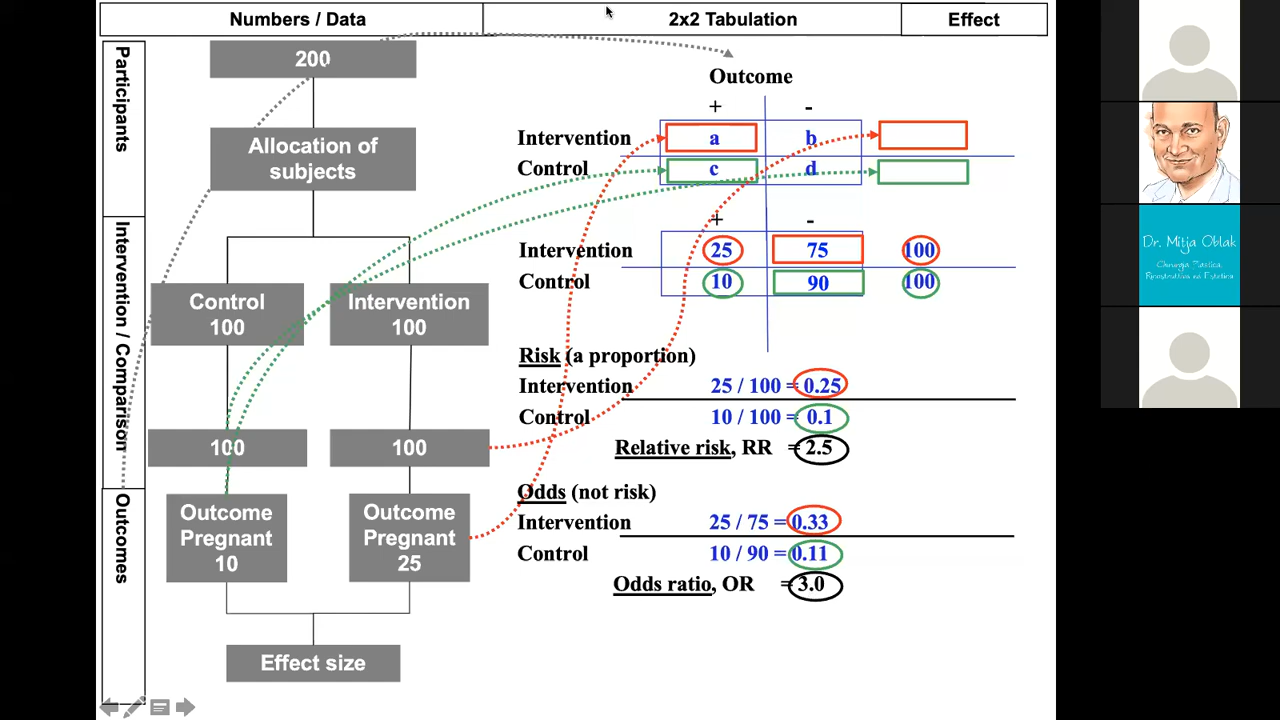 Numbers / Data
2x2 Tabulation
Effect
Participants
Intervention / Comparison
Outcomes
200
Allocation of
subjects
Control
100
Intervention
100
100
100
Outcome
Pregnant
10
Outcome
Pregnant
25
Effect size
Outcome
+ -
Intervention a b
Control c d
+ -
Intervention 25 75 100
Control 10 90 100
Risk (a proportion)
Intervention 25 / 100 = 0.25
Control 10 / 100 = 0.1
Relative risk, RR = 2.5
Odds (not risk)
Intervention 25 / 75 = 0.33
Control 10 / 90 = 0.11
Odds ratio, OR = 3.0
Dr. Mitja Oblak